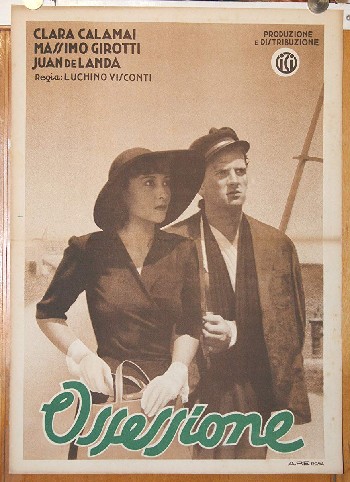 CLARA CALAMAI
MASSIMO GIROTTI
JUAN DE LANDA
Regia: LUCHINO VISCONTI
PRODUZIONE
E DISTRIBUZIONE
ICI
Ossessione